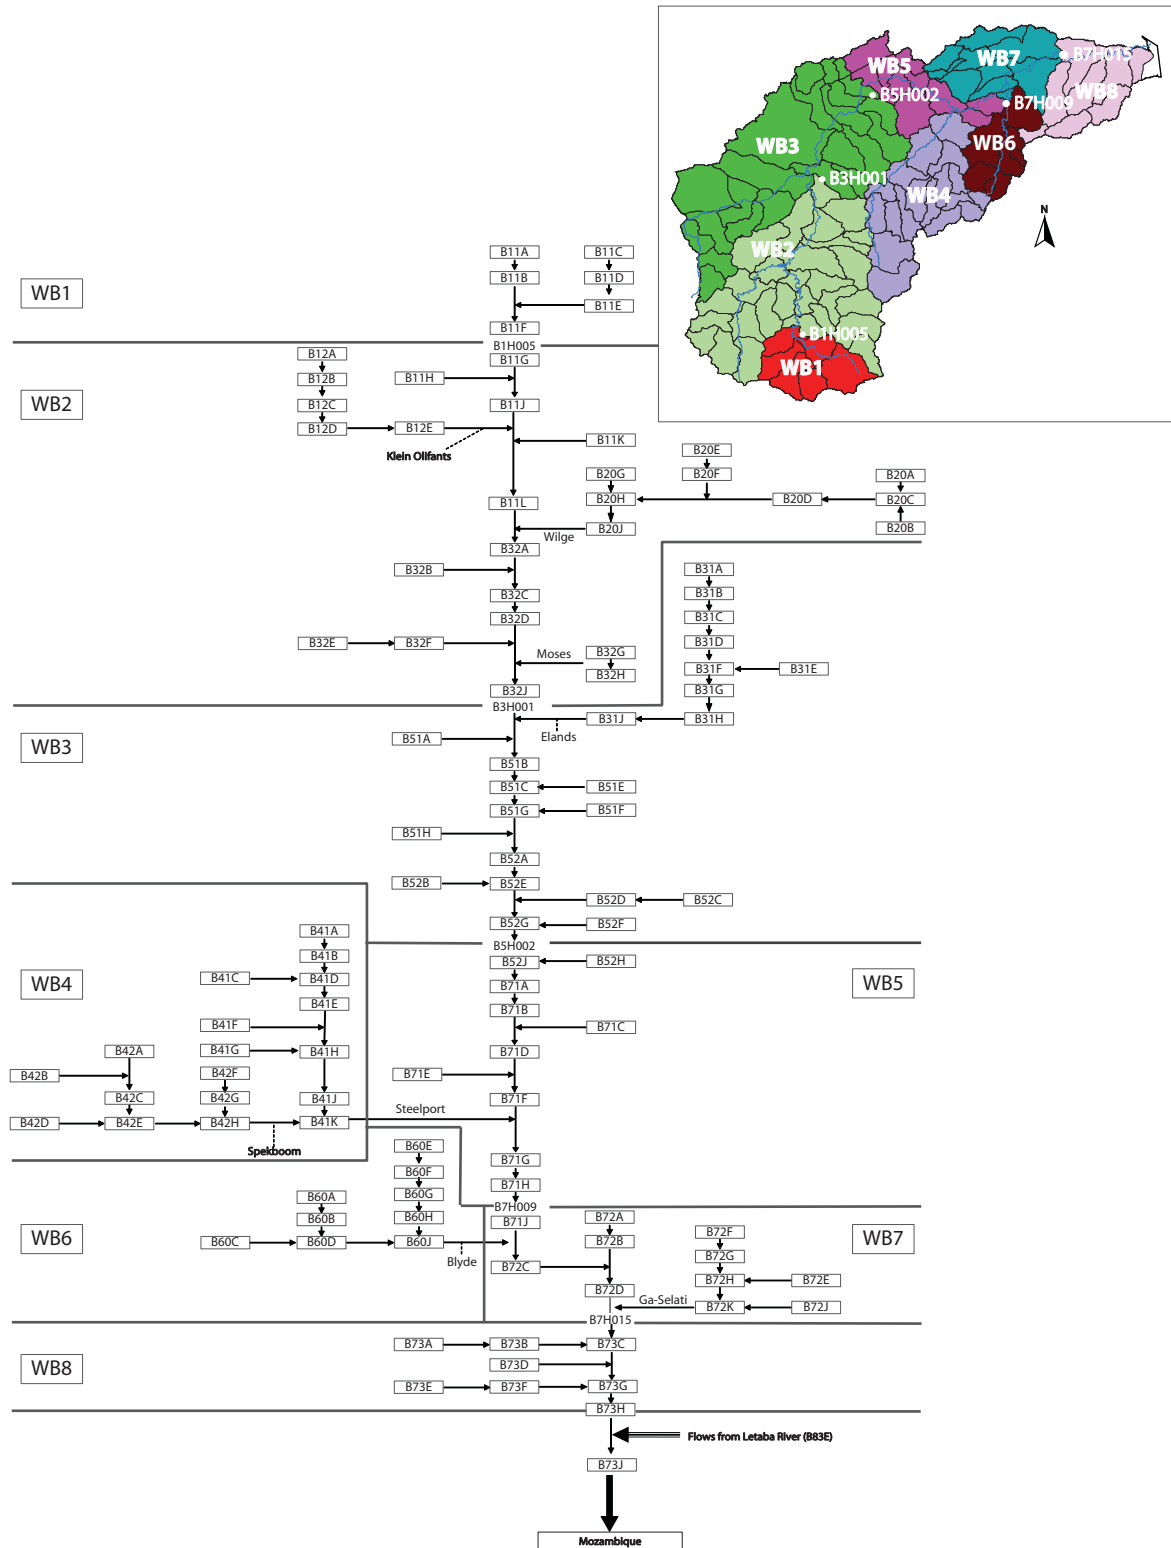 WB5
WB7
B7H015
B5H002
WB8
B7H009
WB3
WB6
B3H001
WB4
N
WB2
B1H005
WB1
WB1
B11A
B11C
B11B
B11D
B11E
B11F
B1H005
WB2
B12A
B11G
B12B
B11H
B12C
B11J
B12D
B12E
Klein Olifants
B11K
B20E
B20G
B20F
B20A
B11L
B20H
B20D
B20C
Wilge
B20J
B20B
B32A
B32B
B31A
B32C
B31B
B32D
B31C
B32E
B32F
B31D
Moses
B32G
B32H
B31F
B31E
B32J
B31G
B3H001
B31J
B31H
Elands
WB3
B51A
B51B
B51C
B51E
B51G
B51F
B51H
B52A
B52B
B52E
B52D
B52C
B52G
B52F
B5H002
WB4
B41A
B41B
B41C
B41D
B41E
B41F
B41G
B41H
B42A
B42B
B42F
B42C
B42G
B41J
B42D
B42E
B42H
B41K
Spekboom
Steelport
WB5
B52J
B52H
B71A
B71B
B71C
B71D
B71E
B71F
B71G
B71H
B7H009
WB6
B60E
B60F
B60A
B60G
B60B
B60H
B60C
B60D
B60J
Blyde
B71J
B72C
WB7
B72A
B72F
B72B
B72G
B72H
B72E
B72D
Ga-Selati
B72K
B72J
B7H015
WB8
B73A
B73B
B73C
B73D
B73E
B73F
B73G
B73H
Flows from Letaba River (B83E)
B73J
Mozambique